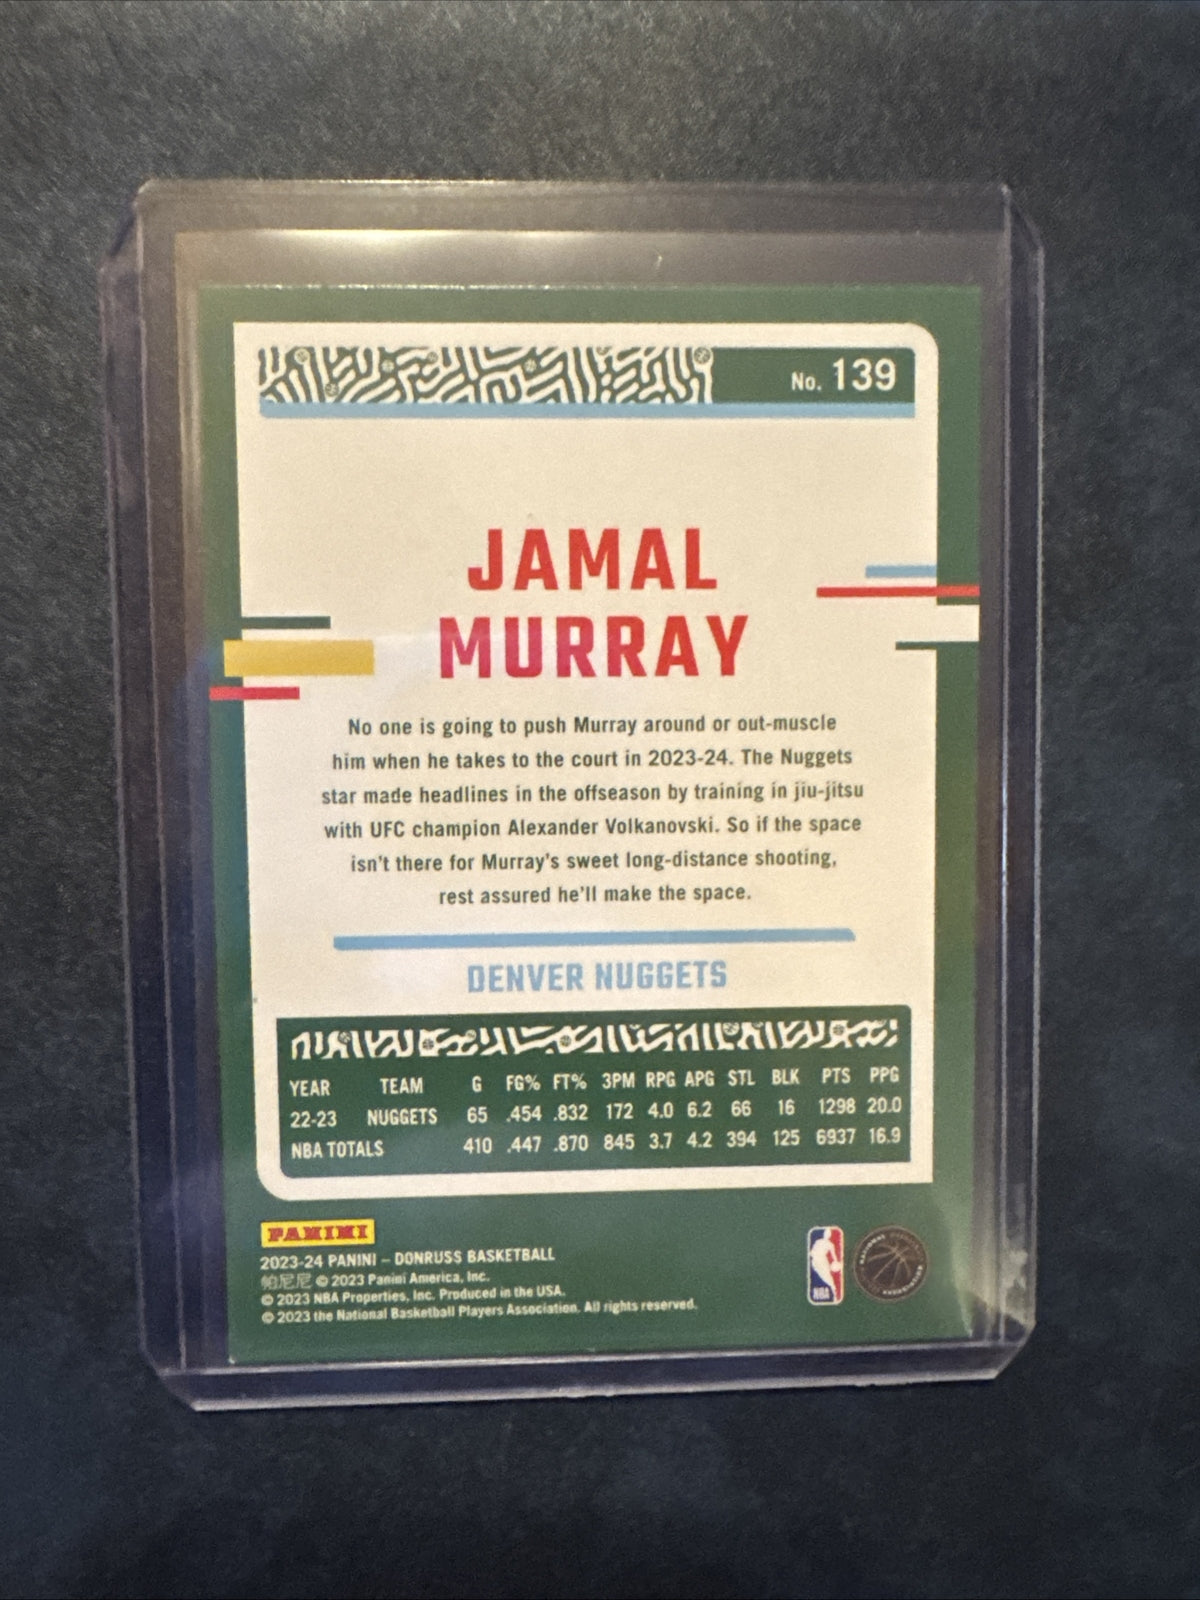 No. 139
JAMAL
MURRAY
No one is going to push Murray around or out-muscle
him when he takes to the court in 2023-24. The Nuggets
star made headlines in the offseason by training in jiu-jitsu
with UFC champion Alexander Volkanovski. So if the space
isn't there for Murray's sweet long-distance shooting,
rest assured he'll make the space.
DENVER NUGGETS
YEAR TEAM G FG% FT% 3PM RPG APG STL BLK PTS PPG
22-23 NUGGETS 65 .454 .832 172 4.0 6.2 66 16 1298 20.0
NBA TOTALS 410 .447 .870 845 3.7 4.2 394 125 6937 16.9
PANINI
2023-24 PANINI – DONRUSS BASKETBALL
帕尼尼 © 2023 Panini America, Inc.
© 2023 NBA Properties, Inc. Produced in the USA.
© 2023 the National Basketball Players Association. All rights reserved.
NBA